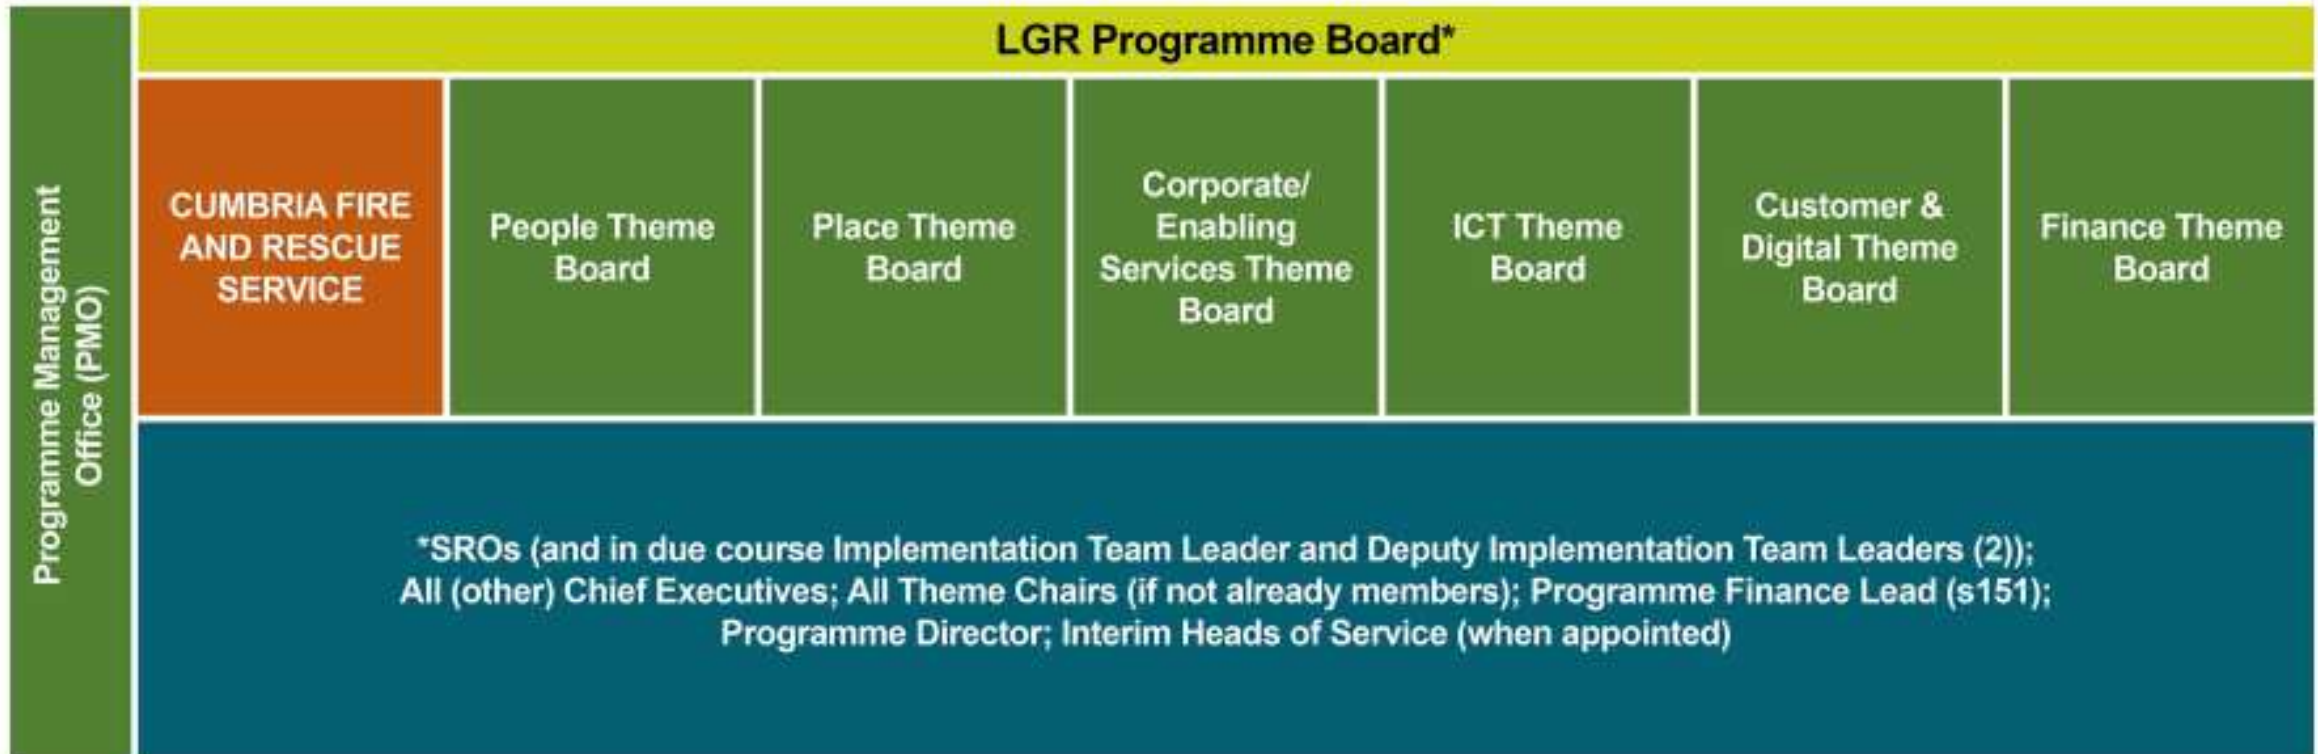 LGR Programme Board*
Programme Management
Office (PMO)
CUMBRIA FIRE
AND RESCUE
SERVICE
People Theme
Board
Place Theme
Board
Corporate/
Enabling
Services Theme
Board
ICT Theme
Board
Customer &
Digital Theme
Board
Finance Theme
Board
*SROs (and in due course Implementation Team Leader and Deputy Implementation Team Leaders (2));
All (other) Chief Executives; All Theme Chairs (if not already members); Programme Finance Lead (s151);
Programme Director; Interim Heads of Service (when appointed)